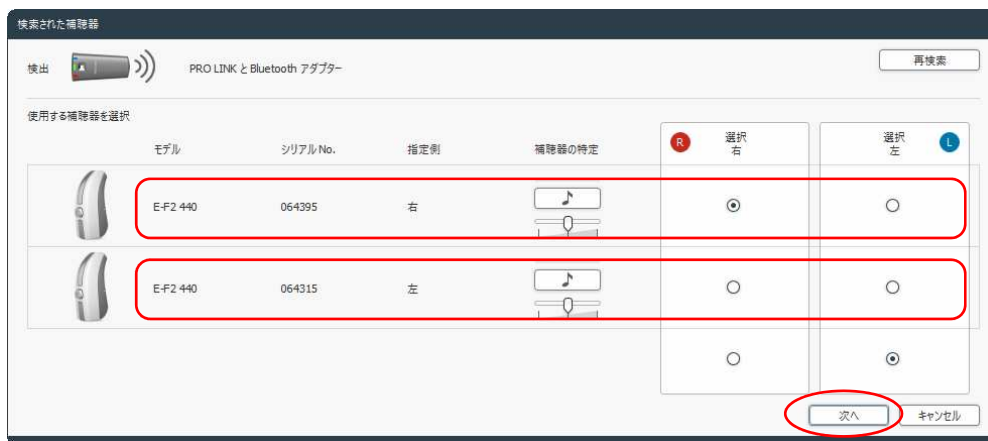 検索された補聴器
検出 PRO LINK と Bluetooth アダプター 再検索
使用する補聴器を選択
モデル シリアル No. 指定側 補聴器の特定 R 選択 右 選択 左 L
E-F2 440 064395 右
E-F2 440 064315 左
次へ キャンセル